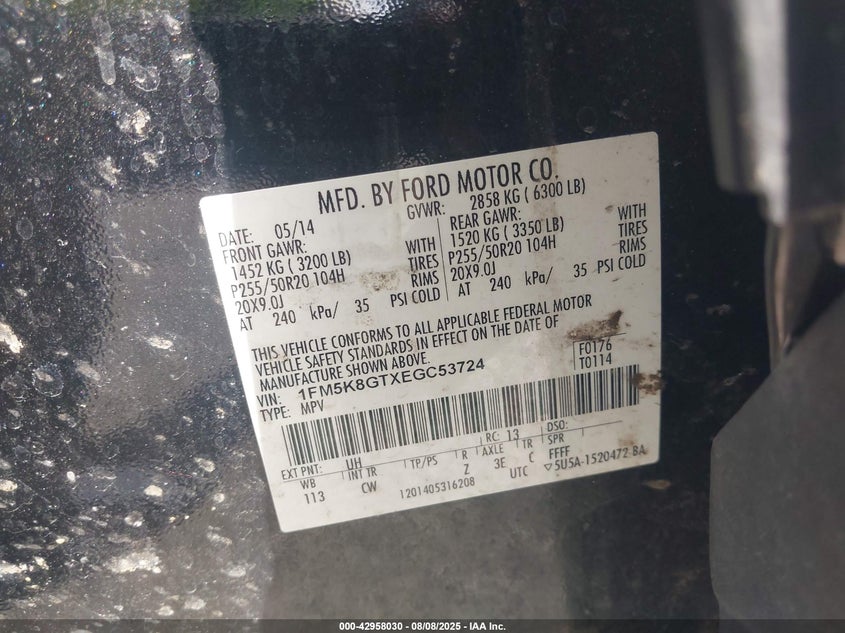 MFD. BY FORD MOTOR CO.
DATE: 05/14 GVWR: 2858 KG ( 6300 LB)
FRONT GAWR: REAR GAWR:
1452 KG ( 3200 LB) WITH 1520 KG ( 3350 LB) WITH
P255/50R20 104H TIRES P255/50R20 104H TIRES
20X9.0J RIMS 20X9.0J RIMS
AT 240 kPa/ 35 PSI COLD AT 240 kPa/ 35 PSI COLD
THIS VEHICLE CONFORMS TO ALL APPLICABLE FEDERAL MOTOR
VEHICLE SAFETY STANDARDS IN EFFECT ON THE DATE OF
MANUFACTURE SHOWN ABOVE.
VIN: 1FM5K8GTXEGC53724 F0176
TYPE: MPV T0114
EXT PNT: UH RC: 13 DSO:
WB INT TR TP/PS R AXLE TR SPR
113 CW Z 3E C FFFF
1201405316208 UTC ▽5U5A-1520472-BA
000-42958030 - 08/08/2025 - IAA Inc.